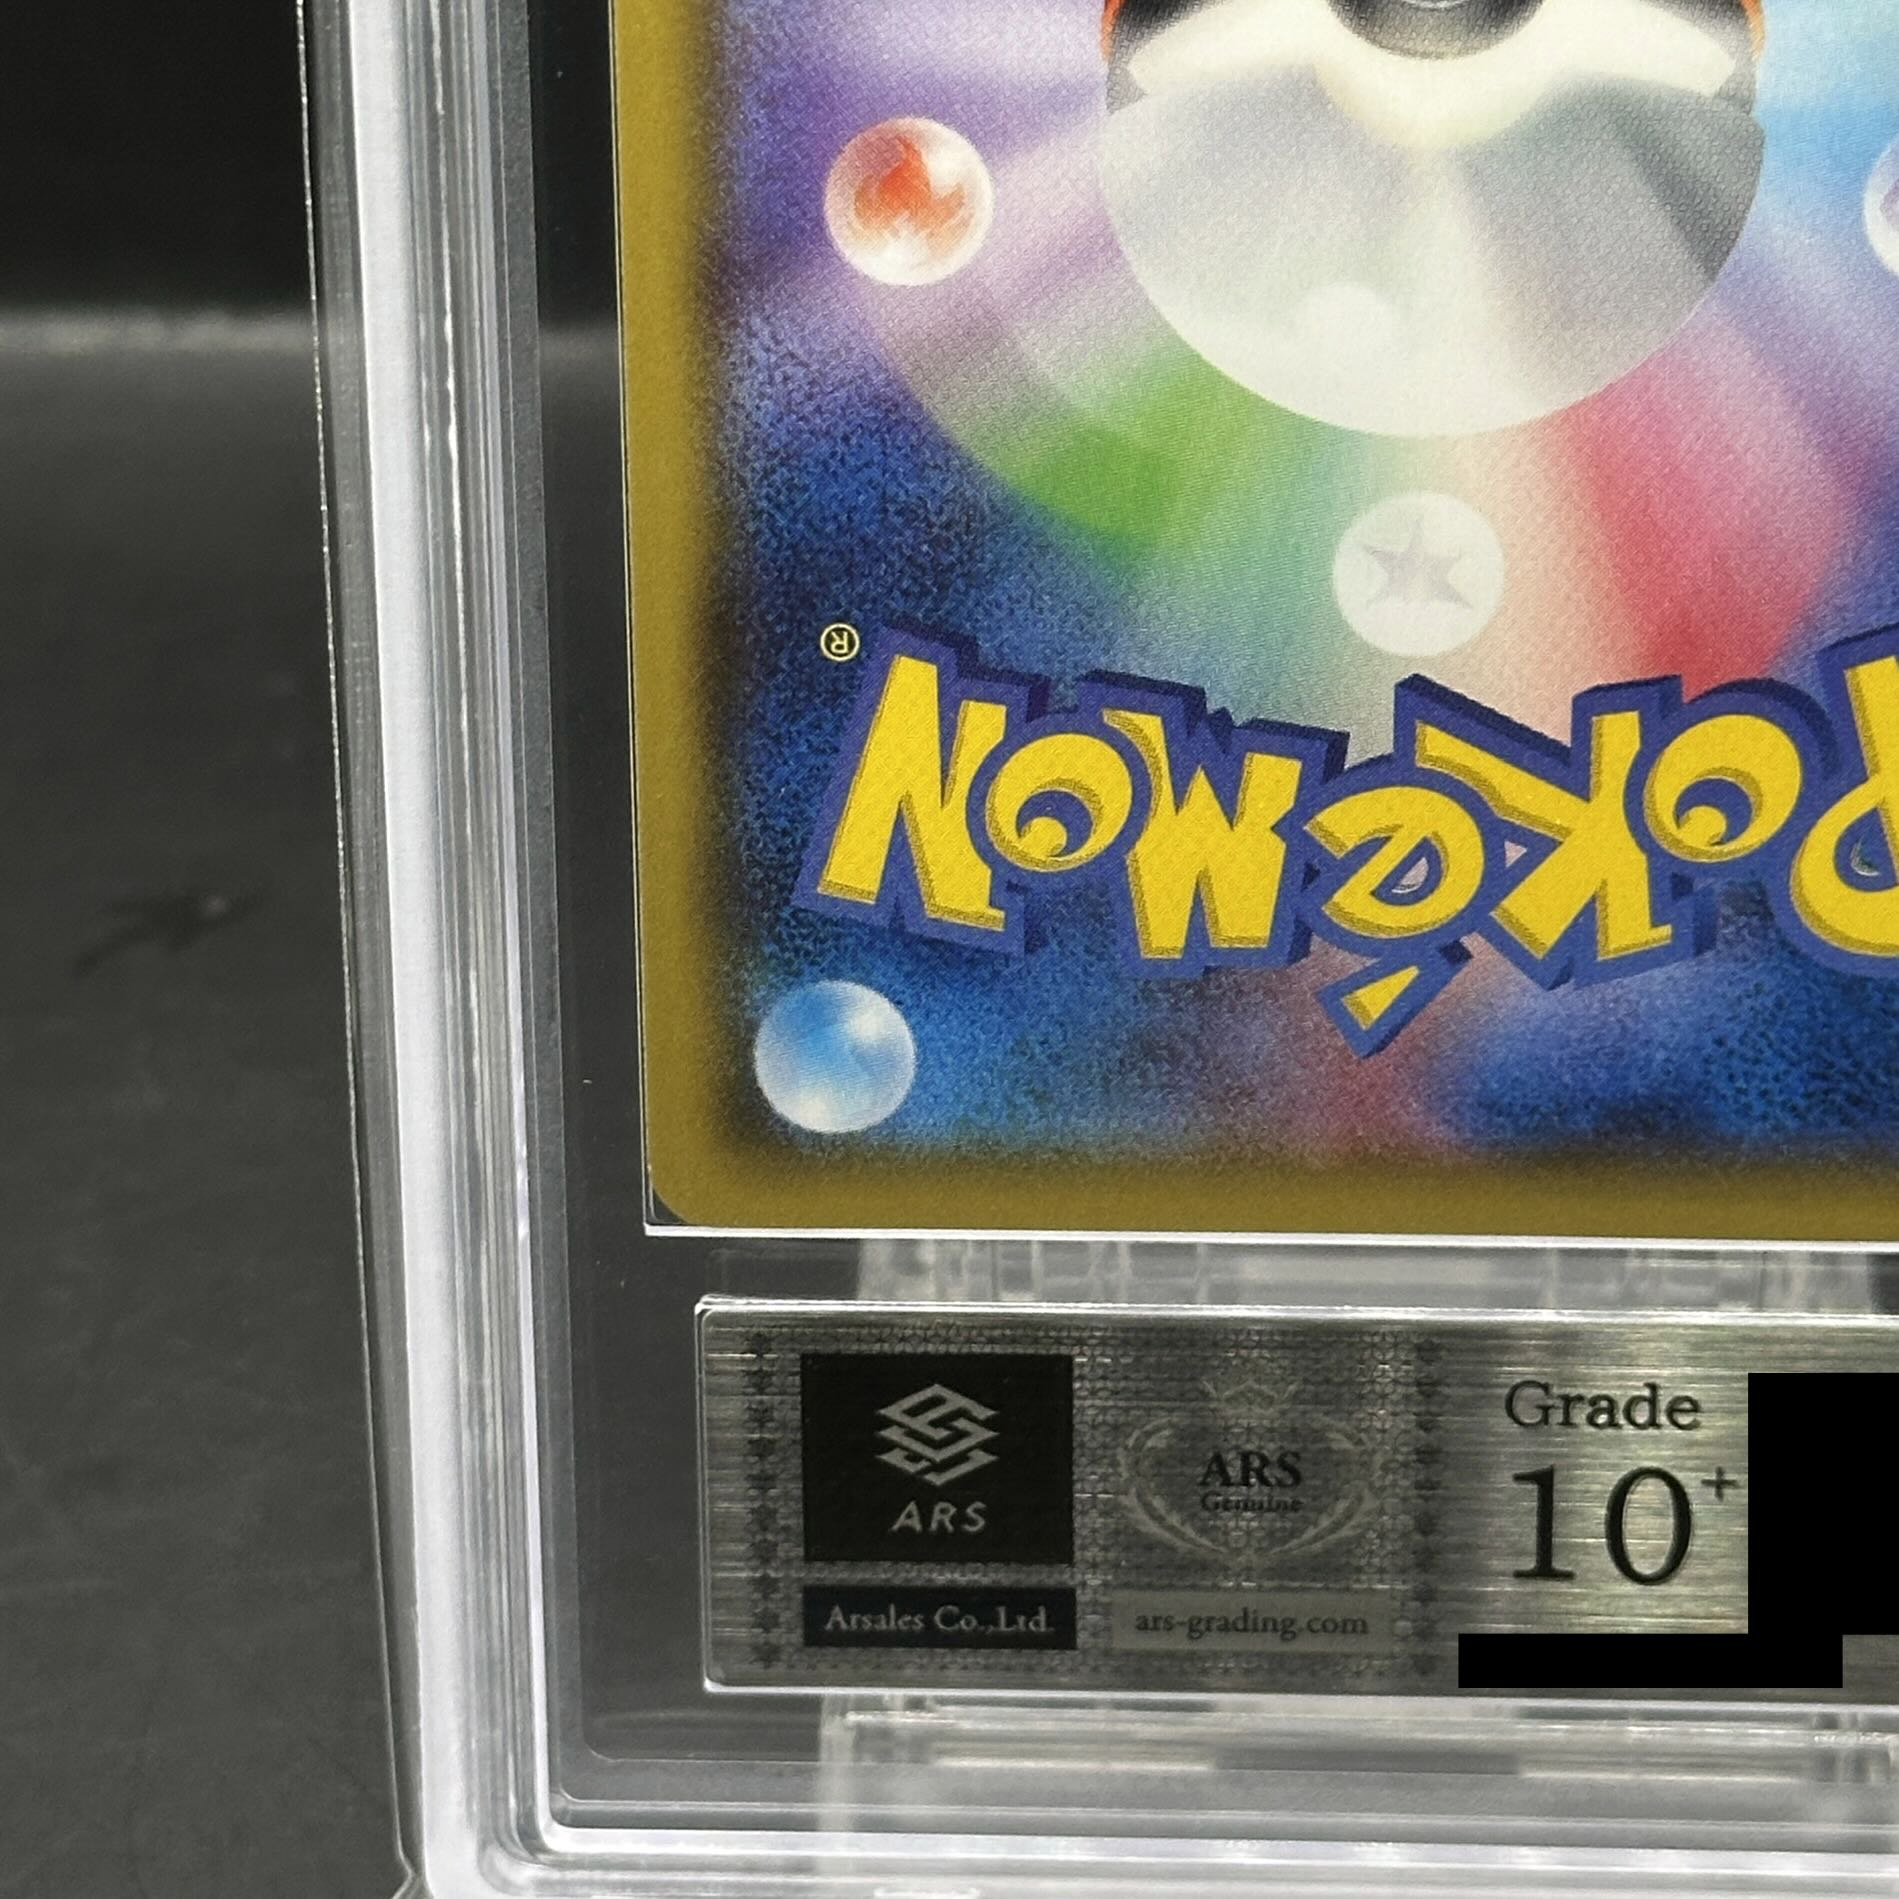 ®
POKéMON
ARS
Arsales Co.,Ltd.
ARS
Genuine
ars-grading.com
Grade
10+